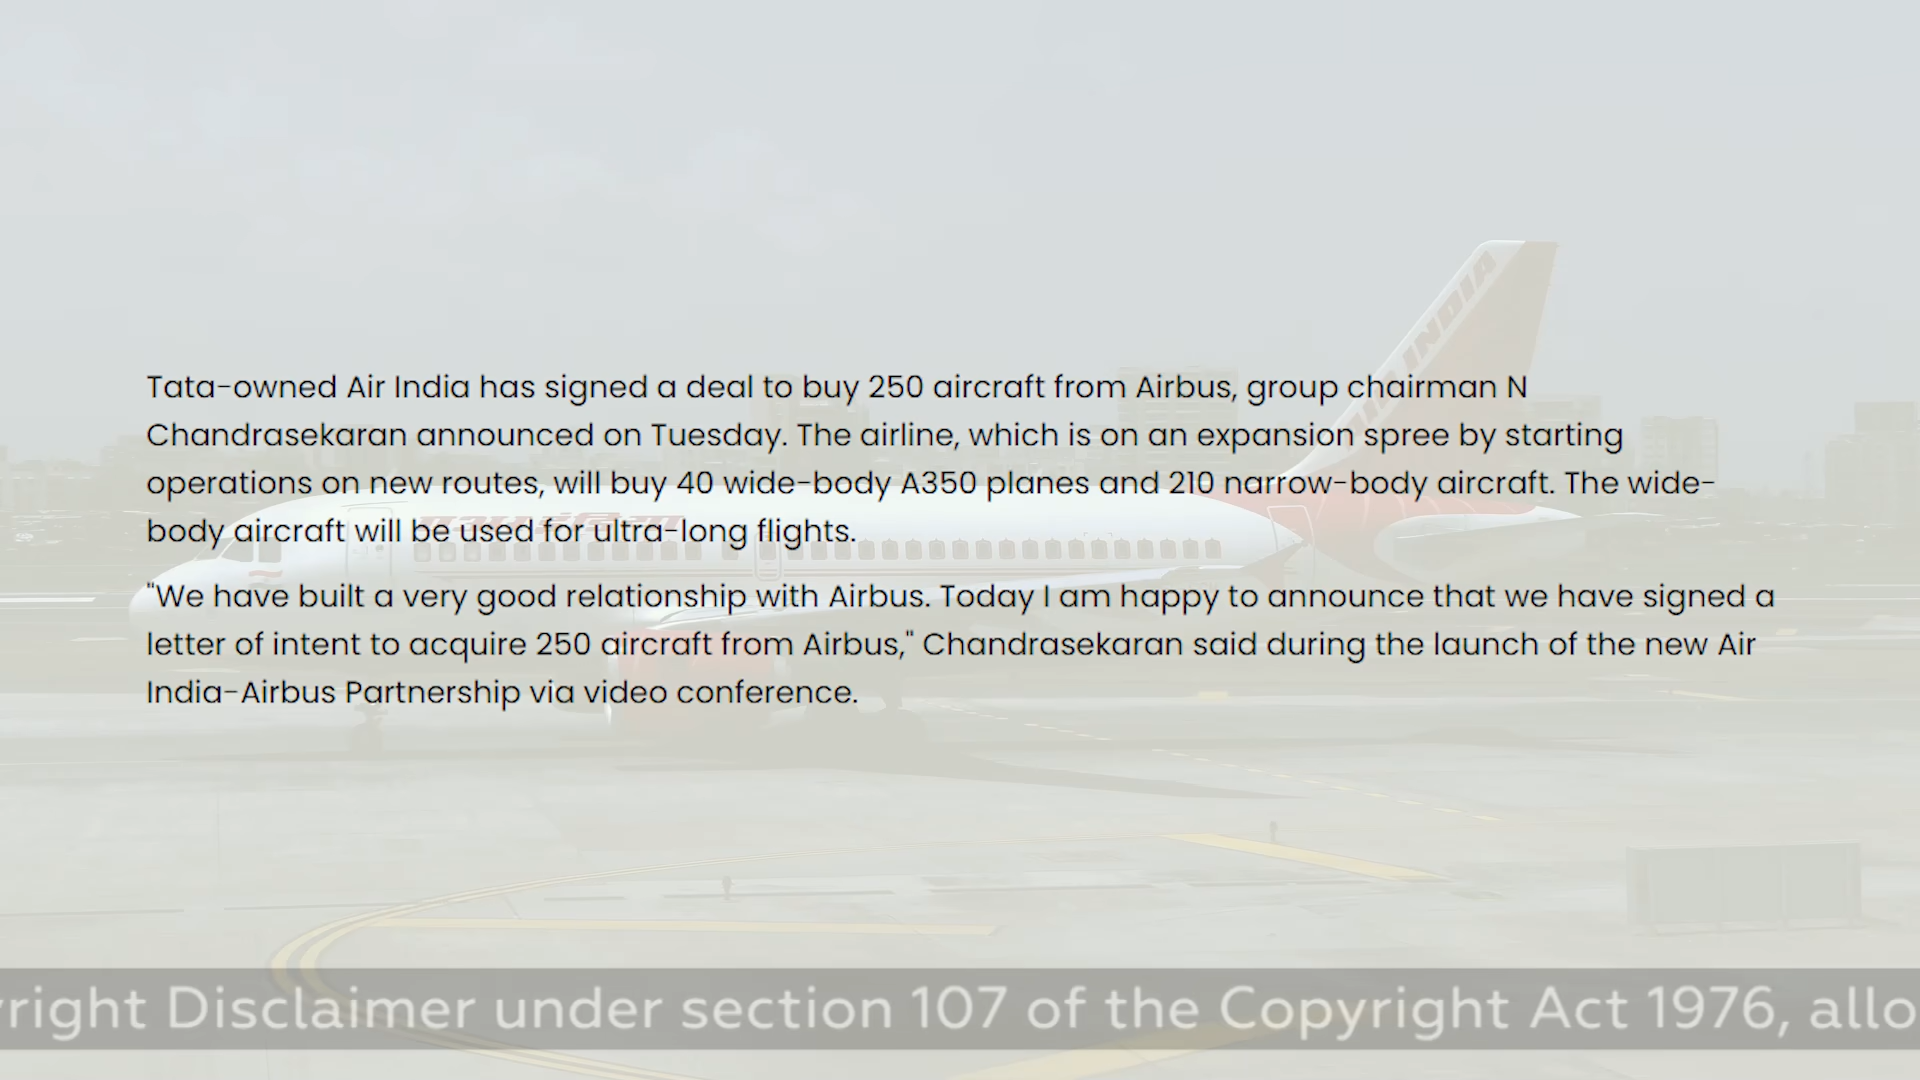 AIR INDIA
Tata-owned Air India has signed a deal to buy 250 aircraft from Airbus, group chairman N
Chandrasekaran announced on Tuesday. The airline, which is on an expansion spree by starting
operations on new routes, will buy 40 wide-body A350 planes and 210 narrow-body aircraft. The wide-
body aircraft will be used for ultra-long flights.
"We have built a very good relationship with Airbus. Today I am happy to announce that we have signed a
letter of intent to acquire 250 aircraft from Airbus," Chandrasekaran said during the launch of the new Air
India-Airbus Partnership via video conference.
yright Disclaimer under section 107 of the Copyright Act 1976, allo